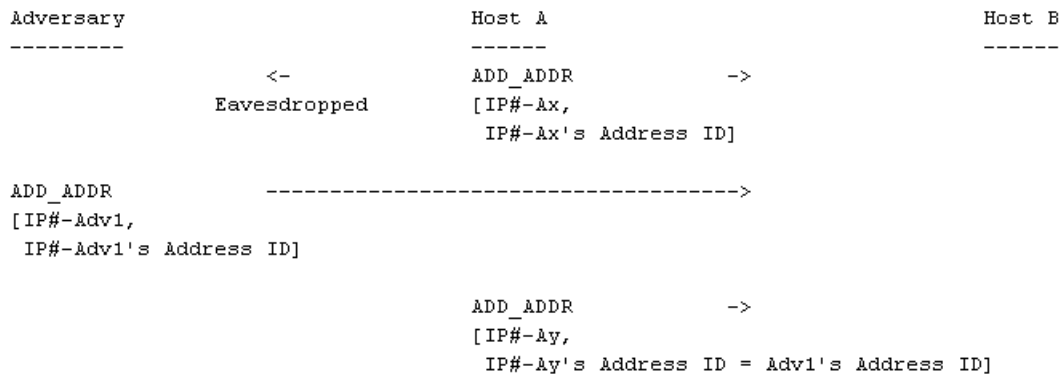 Adversary                           Host A                                  Host B
---------                           ------                                  ------
                    <-              ADD_ADDR            ->
                Eavesdropped        [IP#-Ax,
                                     IP#-Ax's Address ID]
ADD_ADDR            ------------------------------------->
[IP#-Adv1,
 IP#-Adv1's Address ID]
                                    ADD_ADDR            ->
                                    [IP#-Ay,
                                     IP#-Ay's Address ID = Adv1's Address ID]